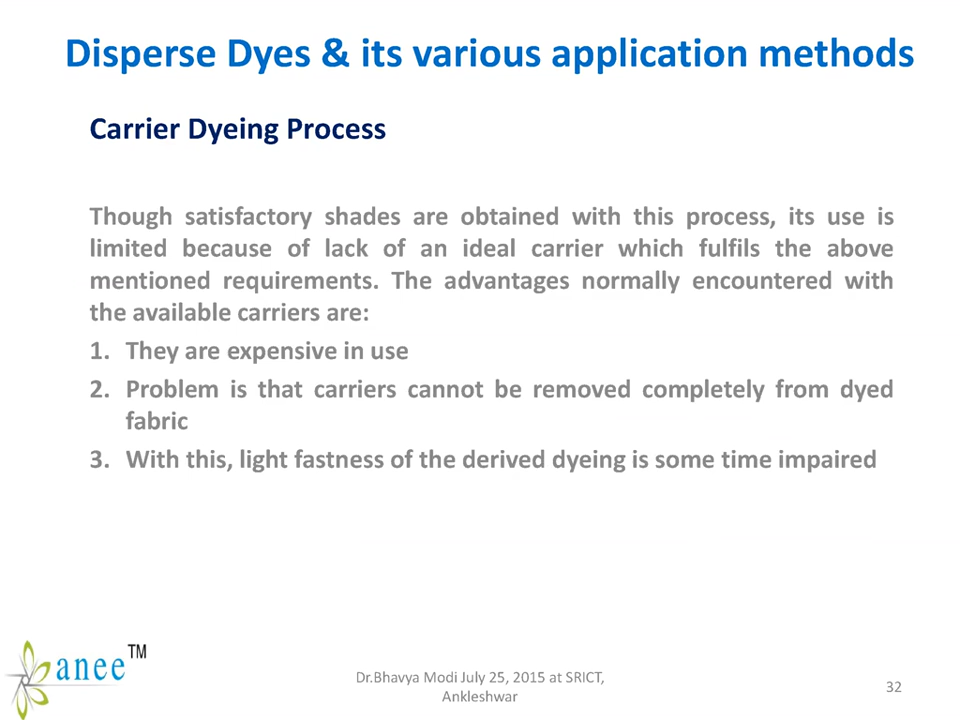 Disperse Dyes & its various application methods
Carrier Dyeing Process
Though satisfactory shades are obtained with this process, its use is
limited because of lack of an ideal carrier which fulfils the above
mentioned requirements. The advantages normally encountered with
the available carriers are:
1. They are expensive in use
2. Problem is that carriers cannot be removed completely from dyed
fabric
3. With this, light fastness of the derived dyeing is some time impaired
anee TM
Dr.Bhavya Modi July 25, 2015 at SRICT,
Ankleshwar
32